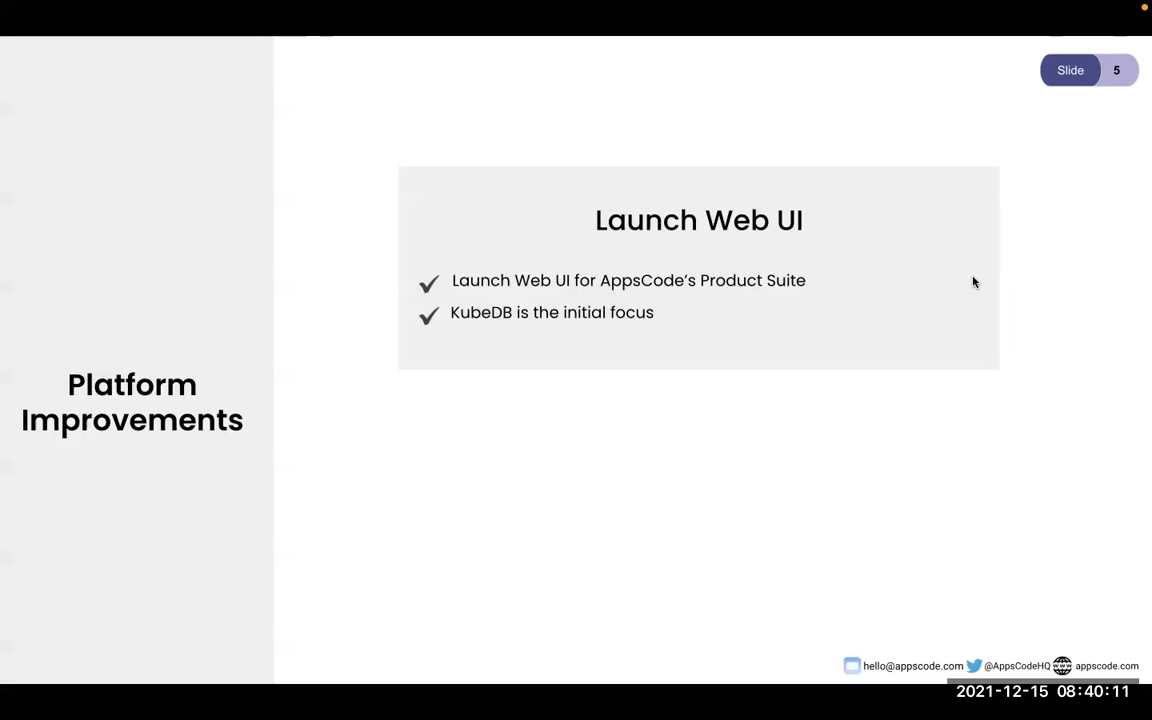 Slide 5
Launch Web UI
Launch Web UI for AppsCode's Product Suite
KubeDB is the initial focus
Platform
Improvements
hello@appscode.com @AppsCodeHQ appscode.com
2021-12-15 08:40:11